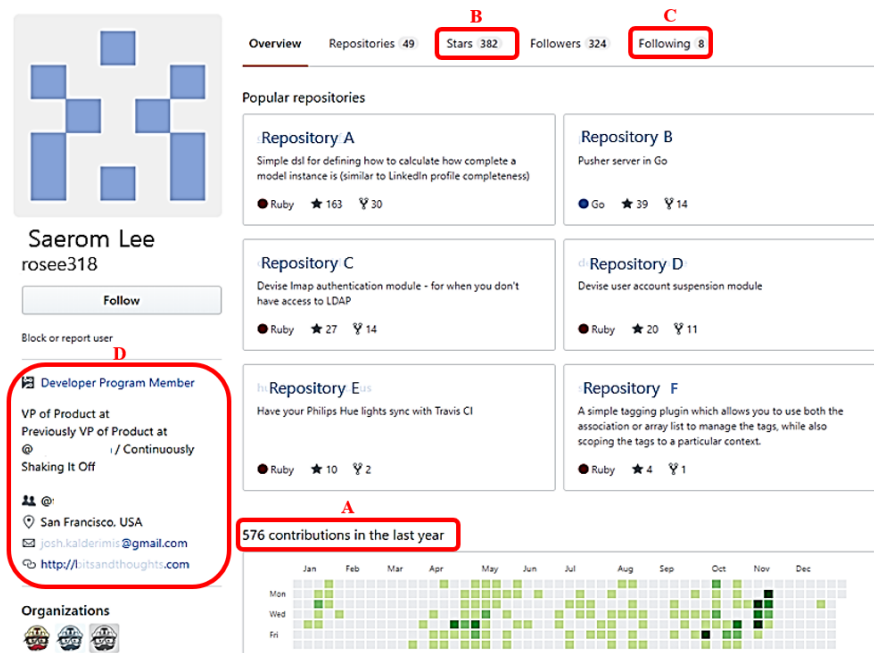 B
C
Overview Repositories 49 Stars 382 Followers 324 Following 8
Popular repositories
Repository A
Simple dsl for defining how to calculate how complete a
model instance is (similar to LinkedIn profile completeness)
Ruby 163 30
Repository B
Pusher server in Go
Go 39 14
Repository C
Devise Imap authentication module - for when you don't
have access to LDAP
Ruby 27 14
Repository D
Devise user account suspension module
Ruby 20 11
Repository E
Have your Philips Hue lights sync with Travis CI
Ruby 10 2
Repository F
A simple tagging plugin which allows you to use both the
association or array list to manage the tags, while also
scoping the tags to a particular context.
Ruby 4 1
Saerom Lee
rosee318
Follow
Block or report user
D
Developer Program Member
VP of Product at
Previously VP of Product at
@ / Continuously
Shaking It Off
@
San Francisco, USA
josh.kalderimis@gmail.com
http://bitsandthoughts.com
Organizations
A
576 contributions in the last year
Jan Feb Mar Apr May Jun Jul Aug Sep Oct Nov Dec
Mon
Wed
Fri